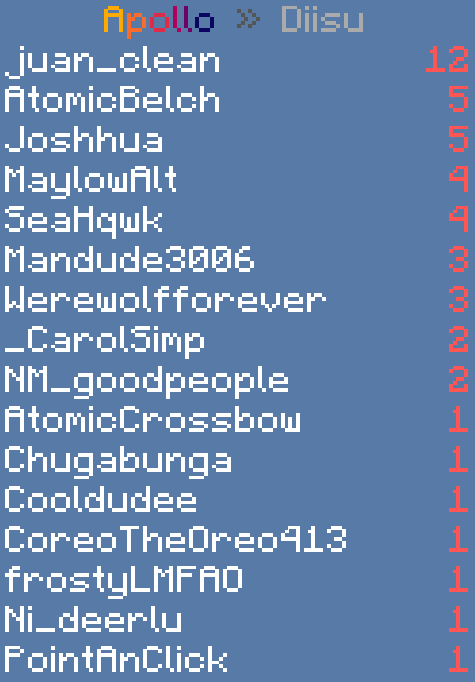 Apollo » Diisu
juan_clean 12
AtomicBelch 5
Joshhua 5
MaylowAlt 4
SeaHqwk 4
Mandude3006 3
Werewolfforever 3
_CarolSimp 2
NM_goodpeople 2
AtomicCrossbow 1
Chugabunga 1
Cooldudee 1
CoreoTheOreo413 1
frostyLMFAO 1
Ni_deerlu 1
PointAnClick 1